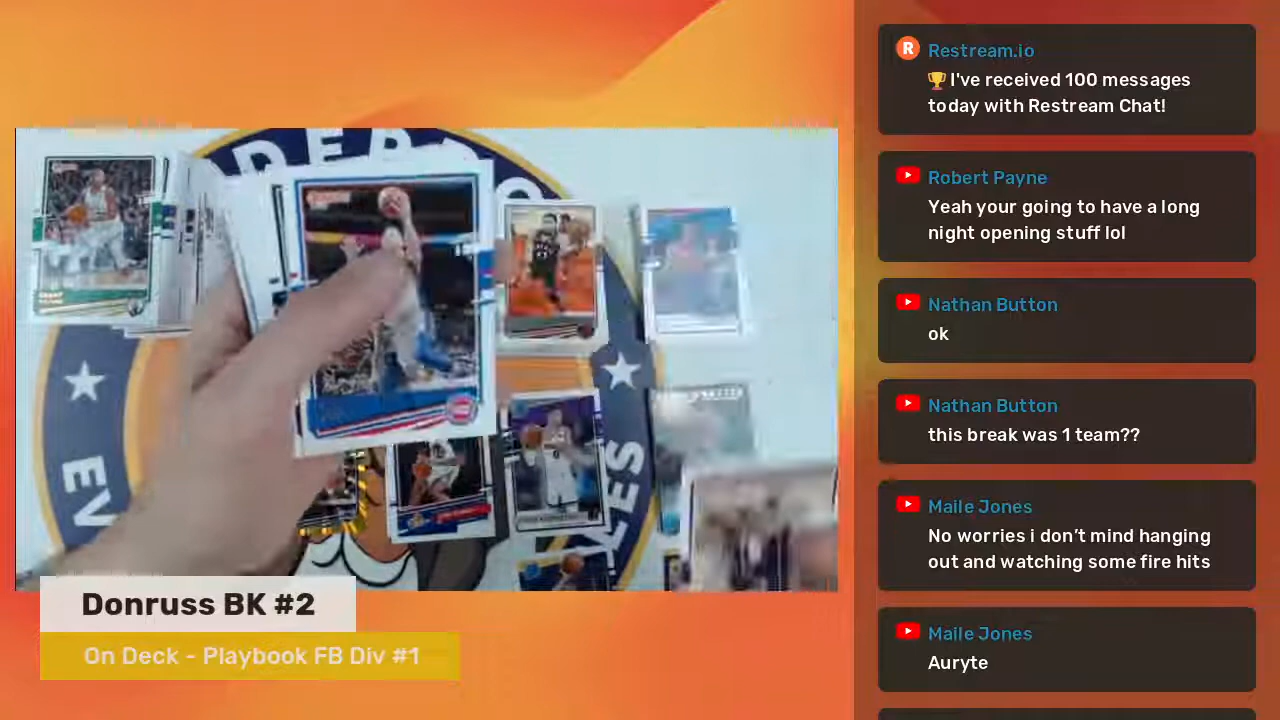 Restream.io
🏆 I've received 100 messages
today with Restream Chat!
Robert Payne
Yeah your going to have a long
night opening stuff lol
Nathan Button
ok
Nathan Button
this break was 1 team??
Maile Jones
No worries i don’t mind hanging
out and watching some fire hits
Maile Jones
Auryte
Donruss BK #2
On Deck - Playbook FB Div #1